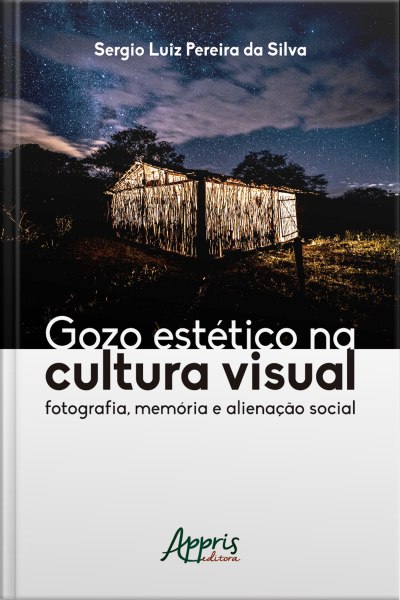 Sergio Luiz Pereira da Silva
Gozo estético na
cultura visual
fotografia, memória e alienação social
Appris
editora